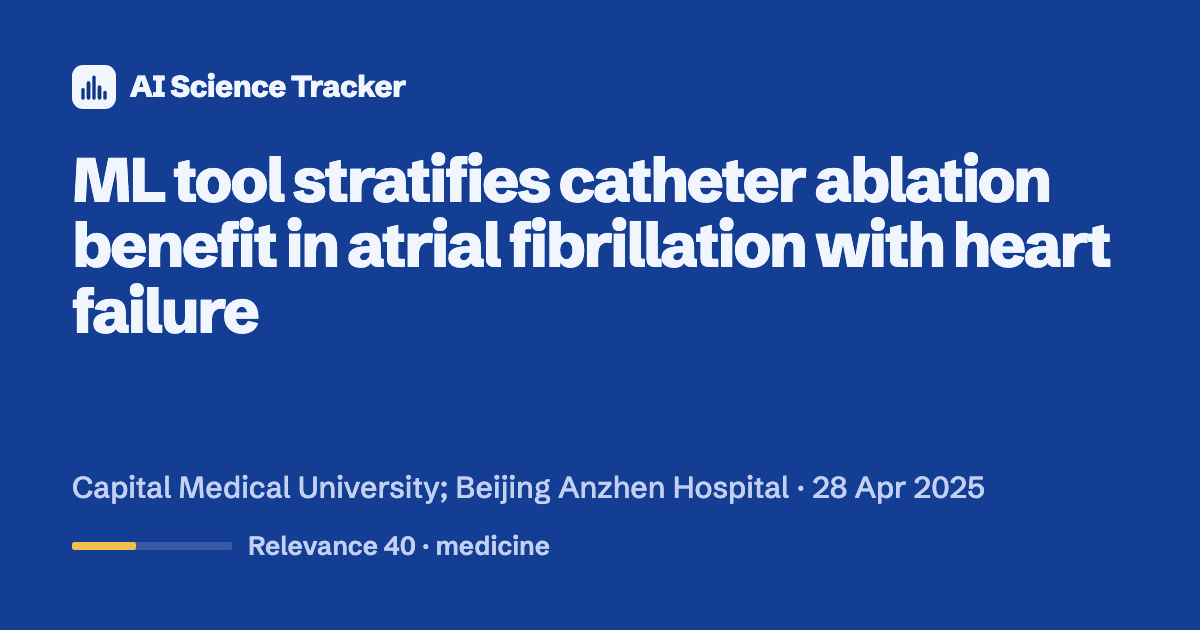 AI Science Tracker
ML tool stratifies catheter ablation
benefit in atrial fibrillation with heart
failure
Capital Medical University; Beijing Anzhen Hospital · 28 Apr 2025
Relevance 40 · medicine